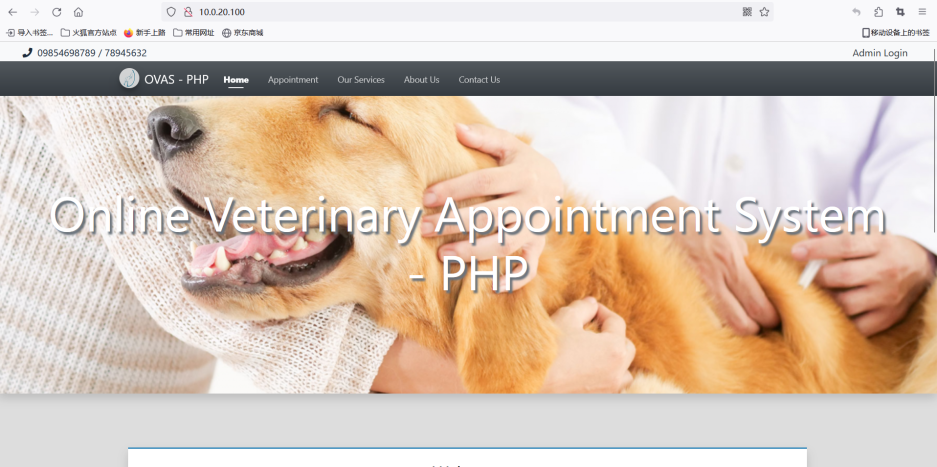 10.0.20.100
导入书签... 火狐官方站点 新手上路 常用网址 京东商城 移动设备上的书签
09854698789 / 78945632 Admin Login
OVAS - PHP Home Appointment Our Services About Us Contact Us
Online Veterinary Appointment System
- PHP